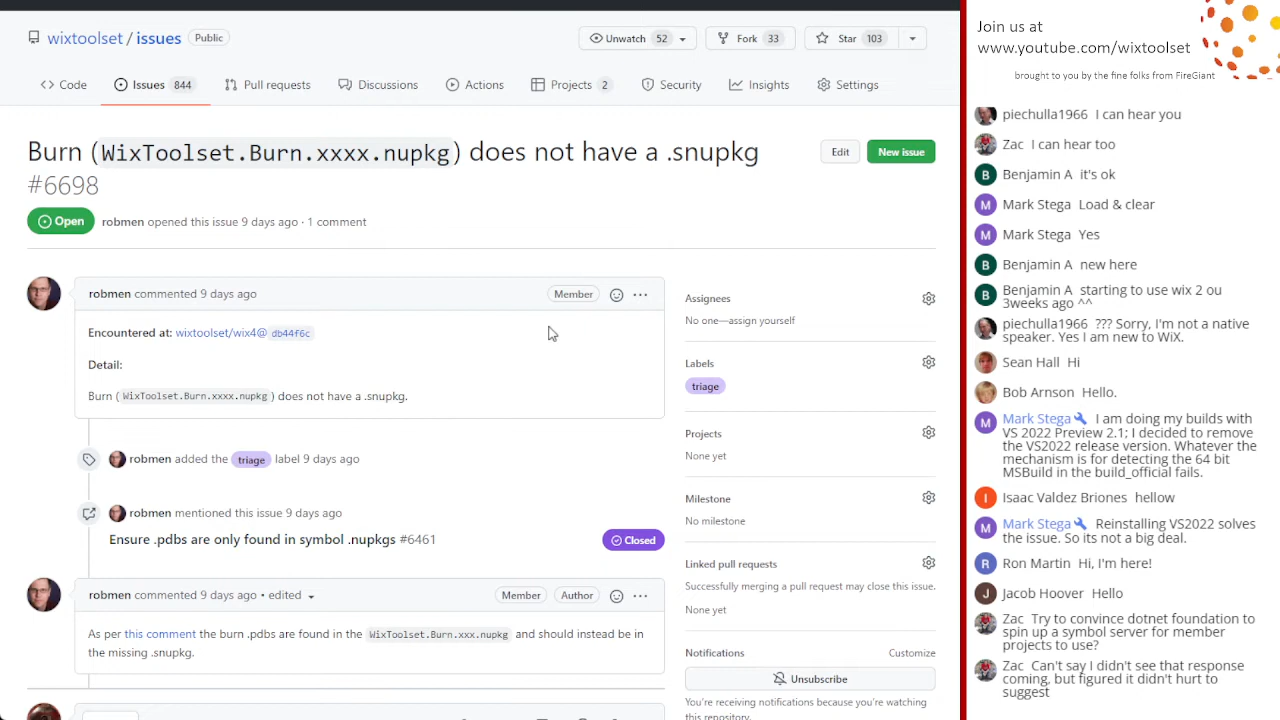 wixtoolset / issues Public
Unwatch 52
Fork 33
Star 103
Code
Issues 844
Pull requests
Discussions
Actions
Projects 2
Security
Insights
Settings
Burn (WixToolset.Burn.xxxx.nupkg) does not have a .snupkg
#6698
Edit
New issue
Open
robmen opened this issue 9 days ago · 1 comment
robmen commented 9 days ago
Member
Encountered at: wixtoolset/wix4@ db44f6c
Detail:
Burn ( WixToolset.Burn.xxxx.nupkg ) does not have a .snupkg.
robmen added the triage label 9 days ago
robmen mentioned this issue 9 days ago
Ensure .pdbs are only found in symbol .nupkgs #6461
Closed
robmen commented 9 days ago • edited
Member
Author
As per this comment the burn .pdbs are found in the WixToolset.Burn.xxx.nupkg and should instead be in
the missing .snupkg.
Assignees
No one—assign yourself
Labels
triage
Projects
None yet
Milestone
No milestone
Linked pull requests
Successfully merging a pull request may close this issue.
None yet
Notifications
Customize
Unsubscribe
You're receiving notifications because you're watching
this repository.
Join us at
www.youtube.com/wixtoolset
brought to you by the fine folks from FireGiant
piechulla1966 I can hear you
Zac I can hear too
B Benjamin A it's ok
M Mark Stega Load & clear
M Mark Stega Yes
B Benjamin A new here
B Benjamin A starting to use wix 2 ou
3weeks ago ^^
piechulla1966 ??? Sorry, I'm not a native
speaker. Yes I am new to WiX.
Sean Hall Hi
Bob Arnson Hello.
M Mark Stega I am doing my builds with
VS 2022 Preview 2.1; I decided to remove
the VS2022 release version. Whatever the
mechanism is for detecting the 64 bit
MSBuild in the build_official fails.
I Isaac Valdez Briones hellow
M Mark Stega Reinstalling VS2022 solves
the issue. So its not a big deal.
R Ron Martin Hi, I'm here!
J Jacob Hoover Hello
Zac Try to convince dotnet foundation to
spin up a symbol server for member
projects to use?
Zac Can't say I didn't see that response
coming, but figured it didn't hurt to
suggest